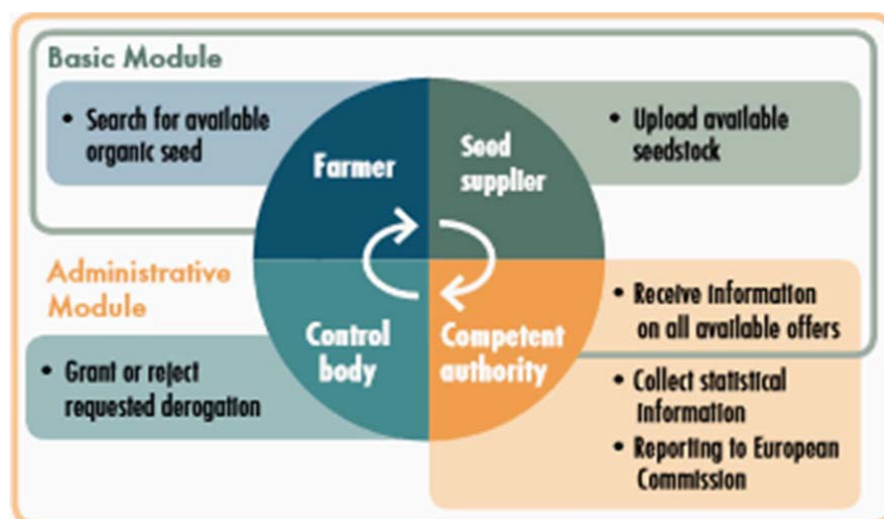 Basic Module
• Search for available
organic seed
Farmer
Seed
supplier
• Upload available
seedstock
Administrative
Module
• Grant or reject
requested derogation
Control
body
Competent
authority
• Receive information
on all available offers
• Collect statistical
information
• Reporting to European
Commission